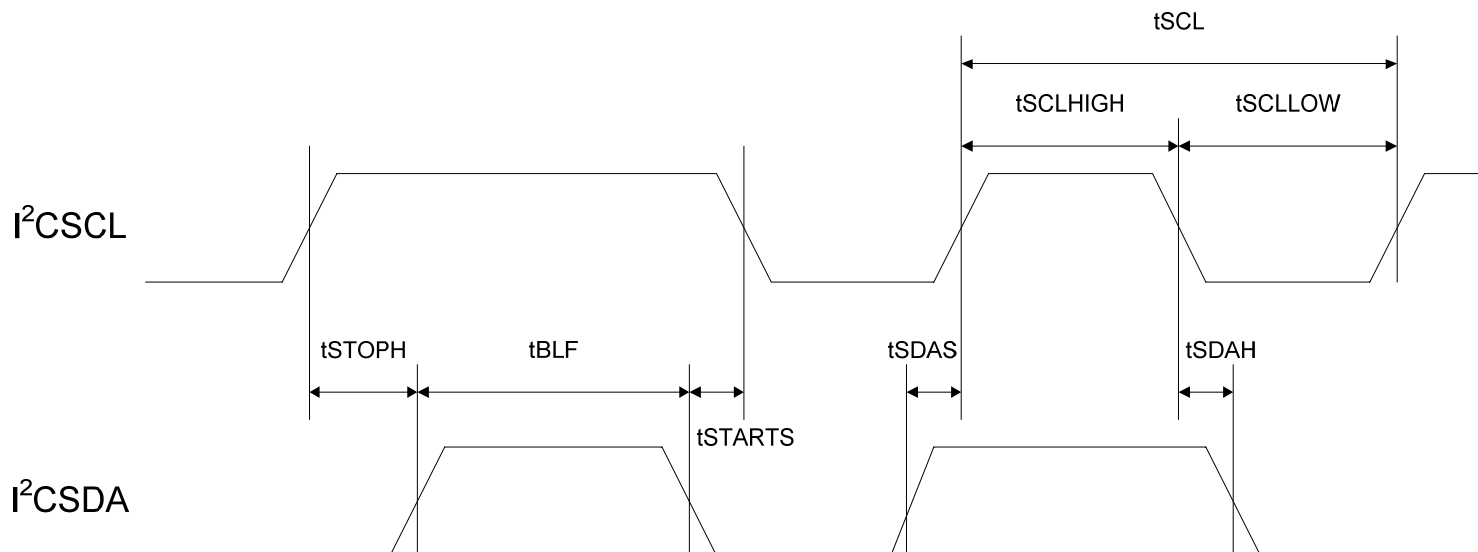 tSCL
tSCLHIGH tSCLLOW
I²CSCL
tSTOPH tBLF tSDAS tSDAH
tSTARTS
I²CSDA